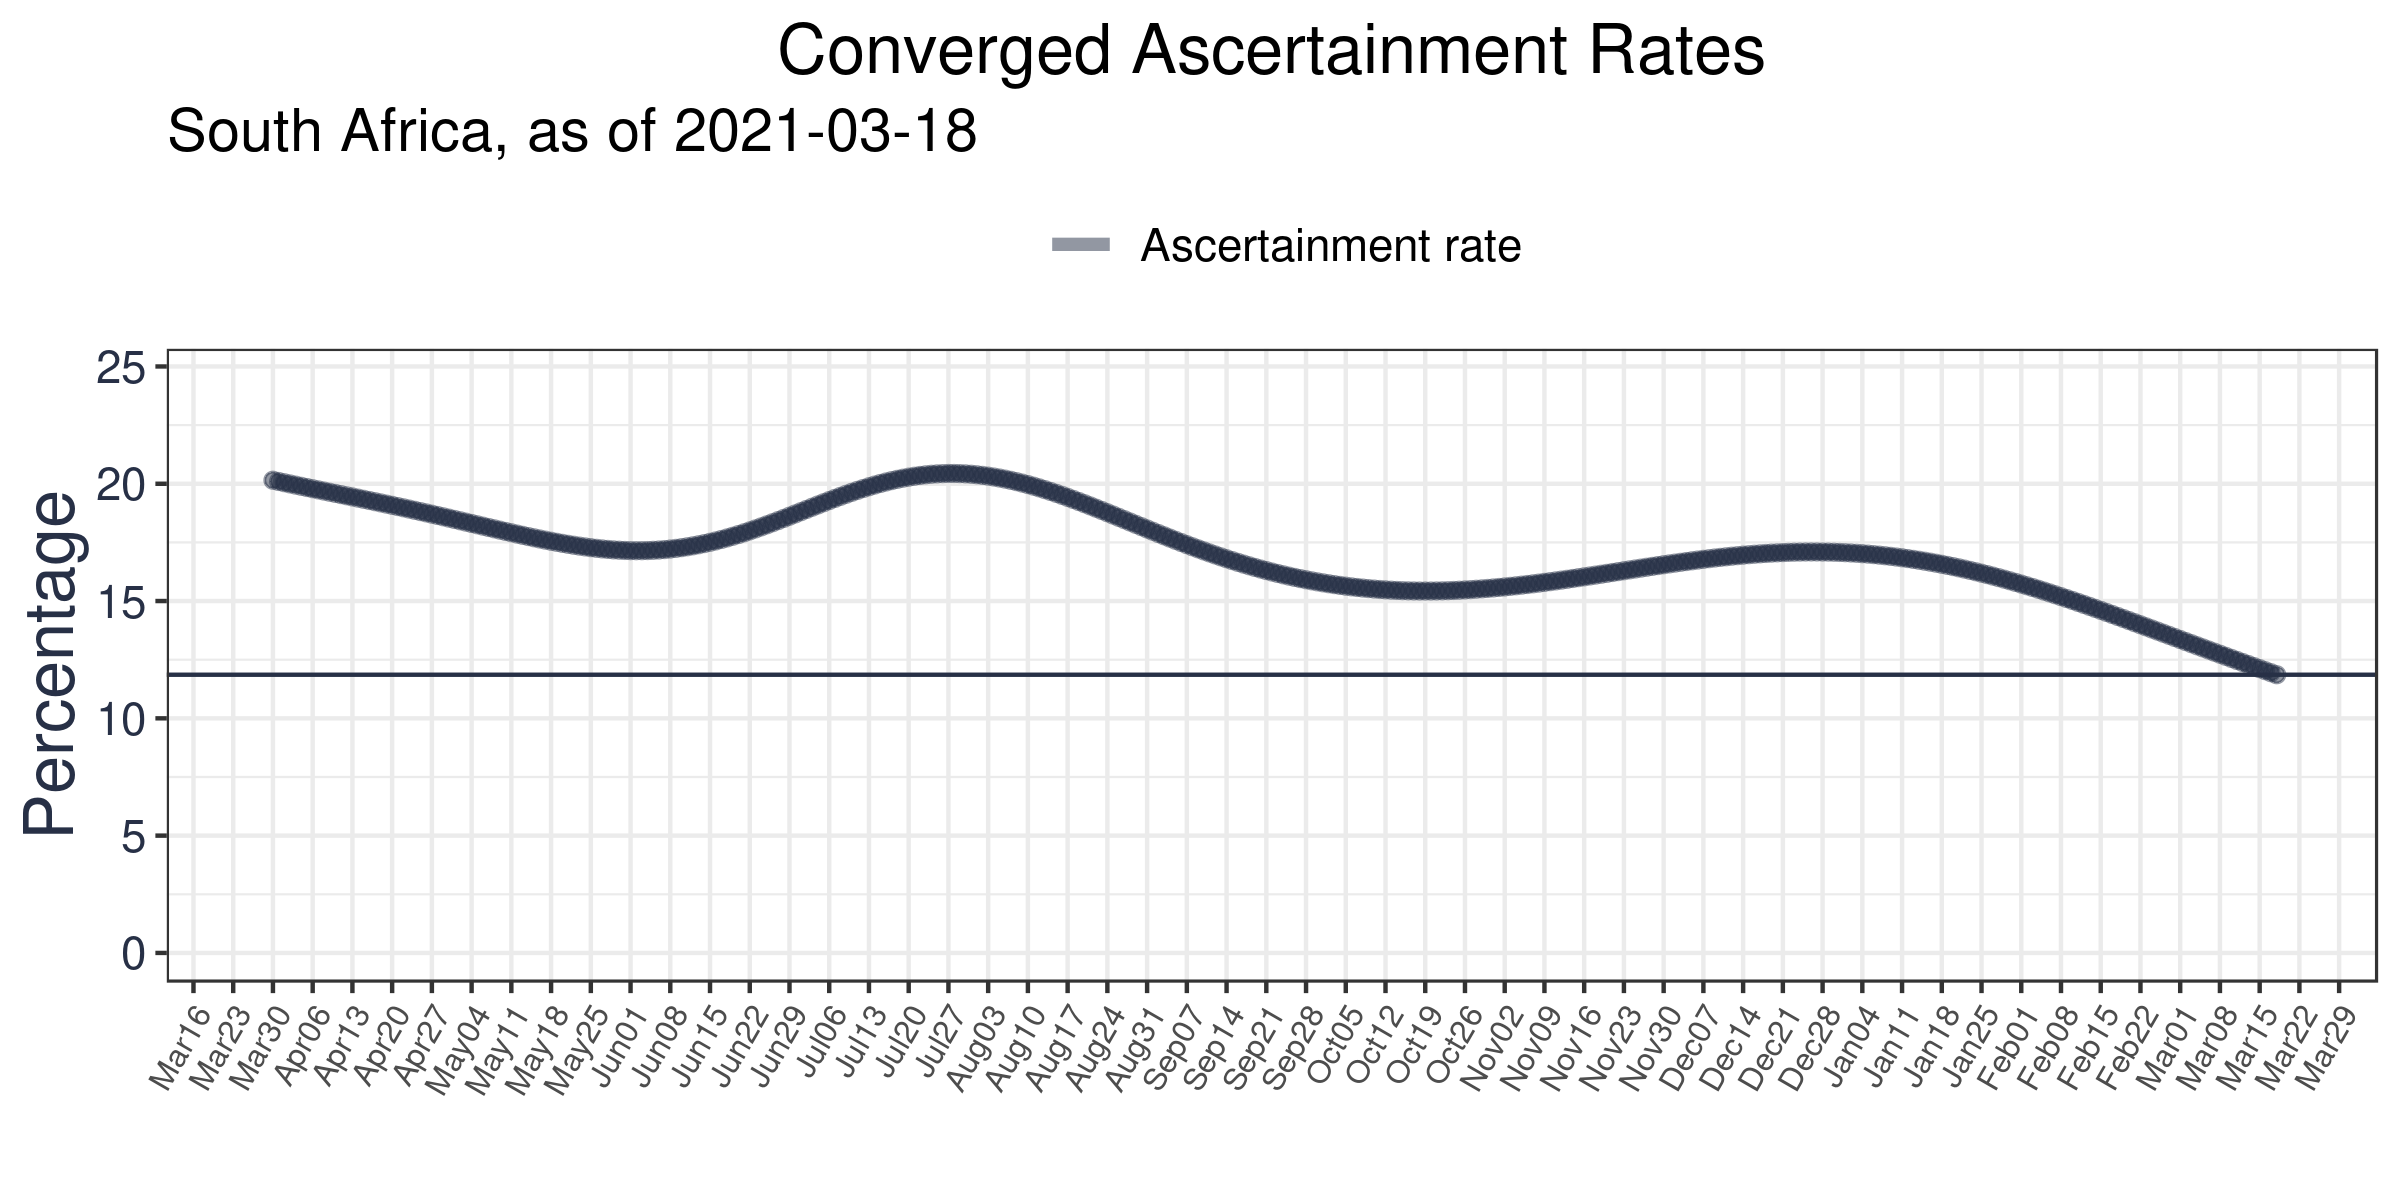 Converged Ascertainment Rates
South Africa, as of 2021-03-18
Ascertainment rate
Percentage
25
20
15
10
5
0
Mar16 Mar23 Mar30 Apr06 Apr13 Apr20 Apr27 May04 May11 May18 May25 Jun01 Jun08 Jun15 Jun22 Jun29 Jul06 Jul13 Jul20 Jul27 Aug03 Aug10 Aug17 Aug24 Aug31 Sep07 Sep14 Sep21 Sep28 Oct05 Oct12 Oct19 Oct26 Nov02 Nov09 Nov16 Nov23 Nov30 Dec07 Dec14 Dec21 Dec28 Jan04 Jan11 Jan18 Jan25 Feb01 Feb08 Feb15 Feb22 Mar01 Mar08 Mar15 Mar22 Mar29